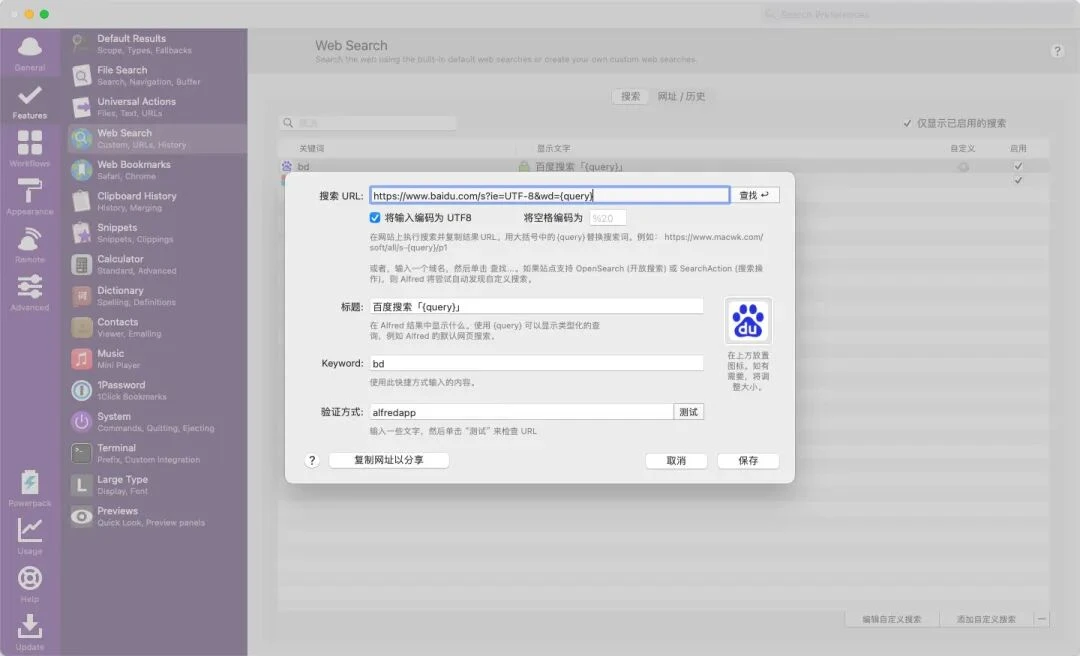 Search Preferences
General
Features
Workflows
Appearance
Remote
Advanced
Powerpack
Usage
Help
Update
Default Results
Scope, Types, Fallbacks
File Search
Search, Navigation, Buffer
Universal Actions
Files, Text, URLs
Web Search
Custom, URLs, History
Web Bookmarks
Safari, Chrome
Clipboard History
History, Merging
Snippets
Snippets, Clippings
Calculator
Standard, Advanced
Dictionary
Spelling, Definitions
Contacts
Viewer, Emailing
Music
Mini Player
1Password
1Click Bookmarks
System
Commands, Quitting, Ejecting
Terminal
Prefix, Custom Integration
Large Type
Display, Font
Previews
Quick Look, Preview panels
Web Search
Search the web using the built-in default web searches or create your own custom web searches.
?
搜索
网址 / 历史
仅显示已启用的搜索
关键词
显示文字
自定义
启用
bd
百度搜索「{query}」
搜索 URL:
https://www.baidu.com/s?ie=UTF-8&wd={query}
查找 ↩
将输入编码为 UTF8
将空格编码为
%20
在网站上执行搜索并复制结果 URL。用大括号中的 {query} 替换搜索词。例如： https://www.macwk.com/
soft/all/s-{query}/p1
或者，输入一个域名，然后单击 查找...。如果站点支持 OpenSearch (开放搜索) 或 SearchAction (搜索操
作)，则 Alfred 将尝试自动发现自定义搜索。
标题:
百度搜索「{query}」
在 Alfred 结果中显示什么。使用 {query} 可以显示类型化的查
询，例如 Alfred 的默认网页搜索。
du
在上方放置
图标。如有
需要，将调
整大小。
Keyword:
bd
使用此快捷方式输入的内容。
验证方式:
alfredapp
测试
输入一些文字，然后单击 “测试” 来检查 URL
?
复制网址以分享
取消
保存
编辑自定义搜索
添加自定义搜索